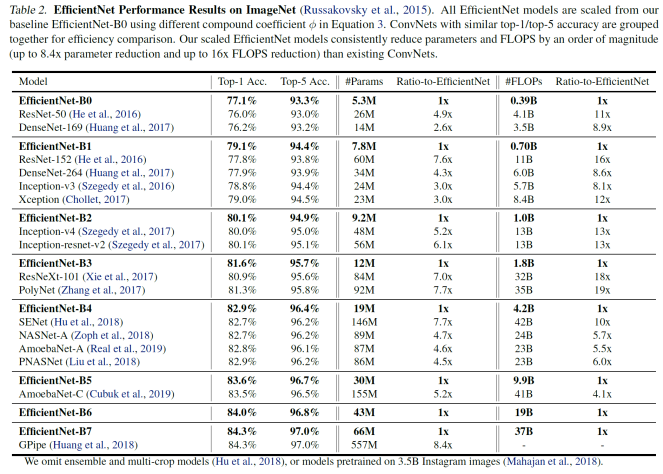 Table 2. EfficientNet Performance Results on ImageNet (Russakovsky et al., 2015). All EfficientNet models are scaled from our
baseline EfficientNet-B0 using different compound coefficient ϕ in Equation 3. ConvNets with similar top-1/top-5 accuracy are grouped
together for efficiency comparison. Our scaled EfficientNet models consistently reduce parameters and FLOPS by an order of magnitude
(up to 8.4x parameter reduction and up to 16x FLOPS reduction) than existing ConvNets.
Model Top-1 Acc. Top-5 Acc. #Params Ratio-to-EfficientNet #FLOPs Ratio-to-EfficientNet
EfficientNet-B0 77.1% 93.3% 5.3M 1x 0.39B 1x
ResNet-50 (He et al., 2016) 76.0% 93.0% 26M 4.9x 4.1B 11x
DenseNet-169 (Huang et al., 2017) 76.2% 93.2% 14M 2.6x 3.5B 8.9x
EfficientNet-B1 79.1% 94.4% 7.8M 1x 0.70B 1x
ResNet-152 (He et al., 2016) 77.8% 93.8% 60M 7.6x 11B 16x
DenseNet-264 (Huang et al., 2017) 77.9% 93.9% 34M 4.3x 6.0B 8.6x
Inception-v3 (Szegedy et al., 2016) 78.8% 94.4% 24M 3.0x 5.7B 8.1x
Xception (Chollet, 2017) 79.0% 94.5% 23M 3.0x 8.4B 12x
EfficientNet-B2 80.1% 94.9% 9.2M 1x 1.0B 1x
Inception-v4 (Szegedy et al., 2017) 80.0% 95.0% 48M 5.2x 13B 13x
Inception-resnet-v2 (Szegedy et al., 2017) 80.1% 95.1% 56M 6.1x 13B 13x
EfficientNet-B3 81.6% 95.7% 12M 1x 1.8B 1x
ResNeXt-101 (Xie et al., 2017) 80.9% 95.6% 84M 7.0x 32B 18x
PolyNet (Zhang et al., 2017) 81.3% 95.8% 92M 7.7x 35B 19x
EfficientNet-B4 82.9% 96.4% 19M 1x 4.2B 1x
SENet (Hu et al., 2018) 82.7% 96.2% 146M 7.7x 42B 10x
NASNet-A (Zoph et al., 2018) 82.7% 96.2% 89M 4.7x 24B 5.7x
AmoebaNet-A (Real et al., 2019) 82.8% 96.1% 87M 4.6x 23B 5.5x
PNASNet (Liu et al., 2018) 82.9% 96.2% 86M 4.5x 23B 6.0x
EfficientNet-B5 83.6% 96.7% 30M 1x 9.9B 1x
AmoebaNet-C (Cubuk et al., 2019) 83.5% 96.5% 155M 5.2x 41B 4.1x
EfficientNet-B6 84.0% 96.8% 43M 1x 19B 1x
EfficientNet-B7 84.3% 97.0% 66M 1x 37B 1x
GPipe (Huang et al., 2018) 84.3% 97.0% 557M 8.4x - -
We omit ensemble and multi-crop models (Hu et al., 2018), or models pretrained on 3.5B Instagram images (Mahajan et al., 2018).